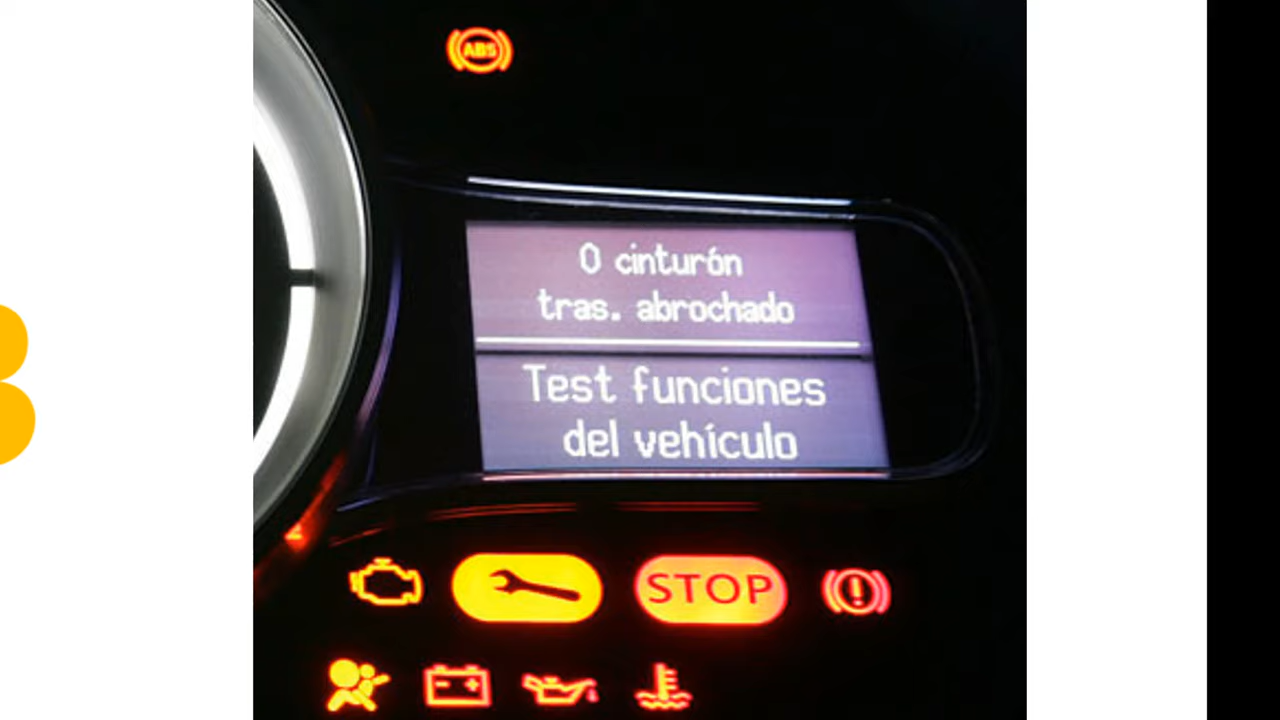 ABS
0 cinturón
tras. abrochado
Test funciones
del vehículo
STOP